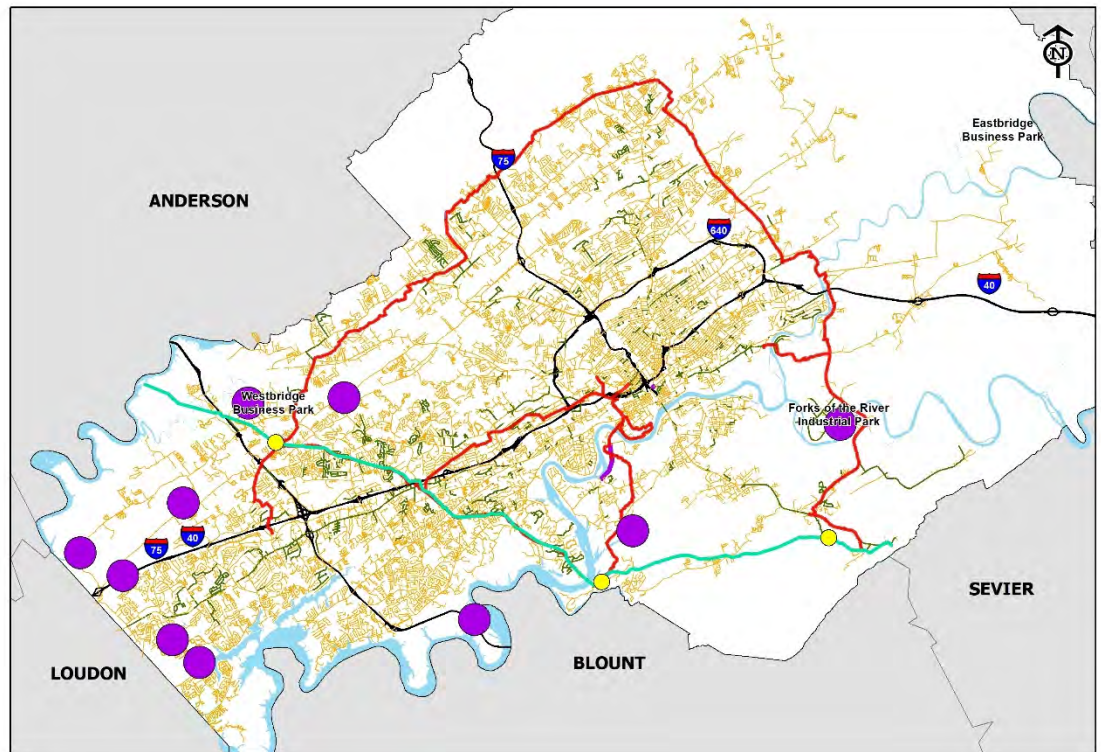 N
75
Eastbridge
Business Park
ANDERSON
640
40
Westbridge
Business Park
Forks of the River
Industrial Park
75
40
SEVIER
BLOUNT
LOUDON